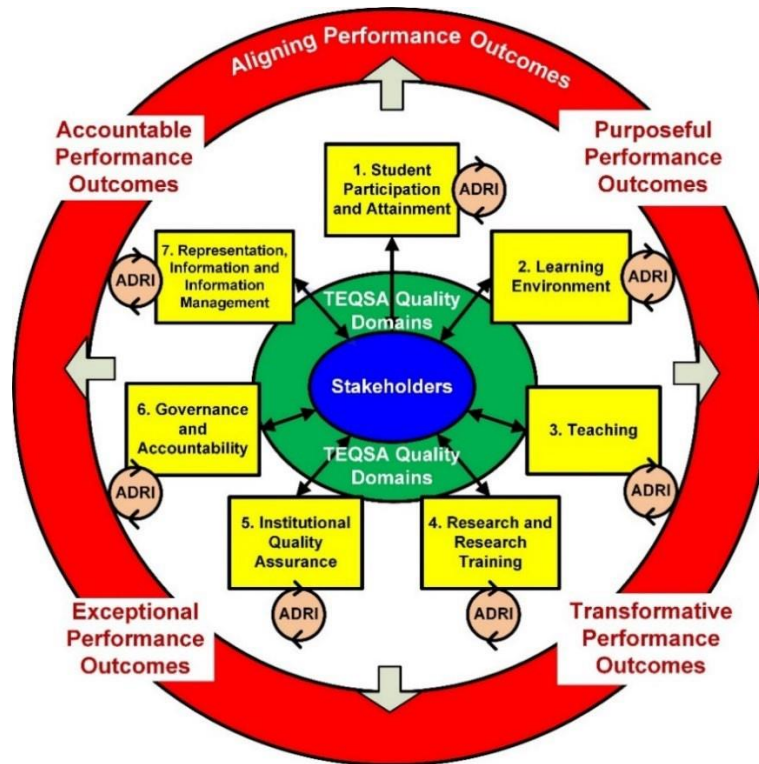 Aligning Performance Outcomes
Accountable
Performance
Outcomes
Purposeful
Performance
Outcomes
1. Student
Participation
and Attainment
ADRI
7. Representation,
Information and
Information
Management
ADRI
2. Learning
Environment
ADRI
TEQSA Quality
Domains
Stakeholders
TEQSA Quality
Domains
6. Governance
and
Accountability
ADRI
3. Teaching
ADRI
5. Institutional
Quality
Assurance
ADRI
4. Research and
Research
Training
ADRI
Exceptional
Performance
Outcomes
Transformative
Performance
Outcomes